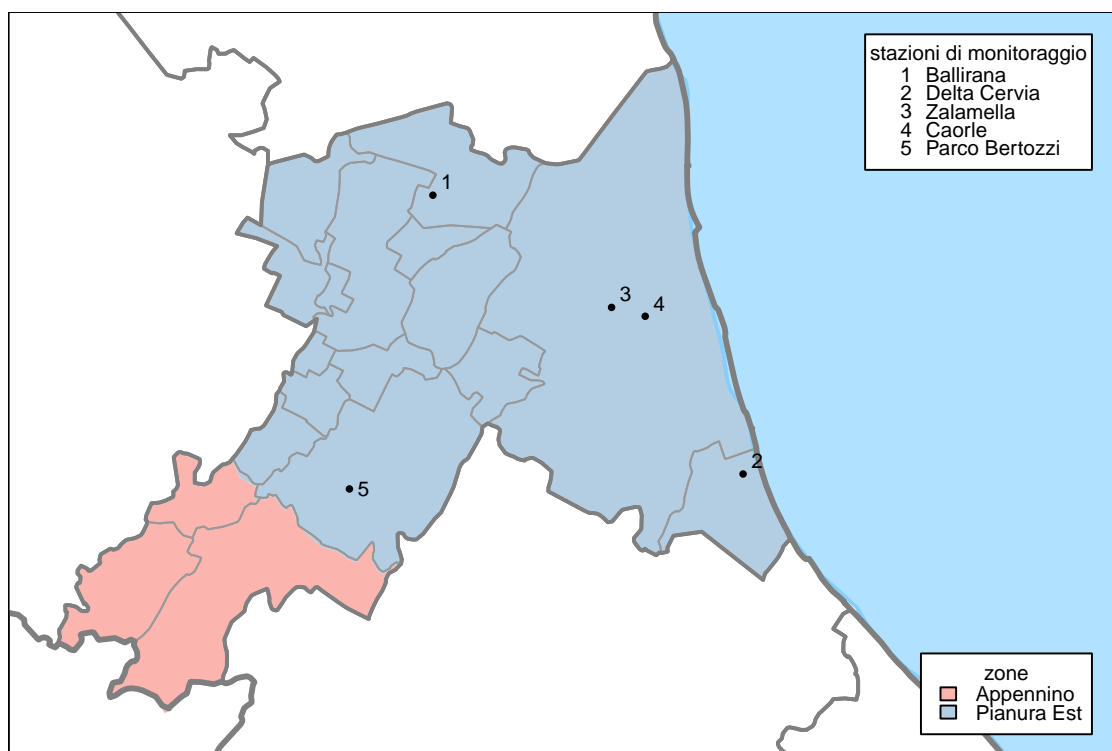 stazioni di monitoraggio
1 Ballirana
2 Delta Cervia
3 Zalamella
4 Caorle
5 Parco Bertozzi
1
3
4
2
5
zone
Appennino
Pianura Est